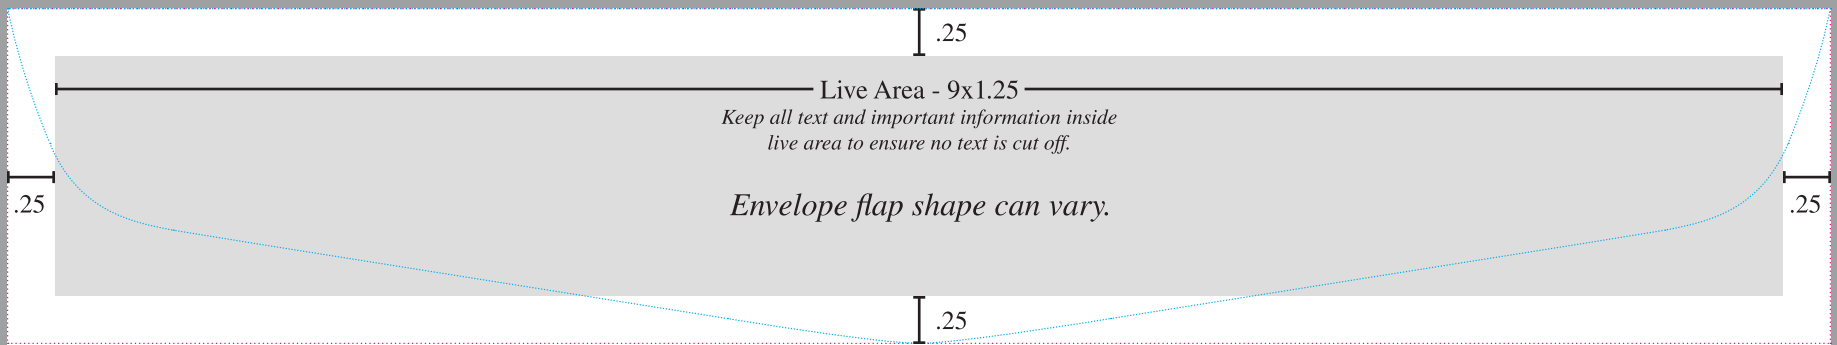 .25
Live Area - 9x1.25
Keep all text and important information inside
live area to ensure no text is cut off.
.25
Envelope flap shape can vary.
.25
.25